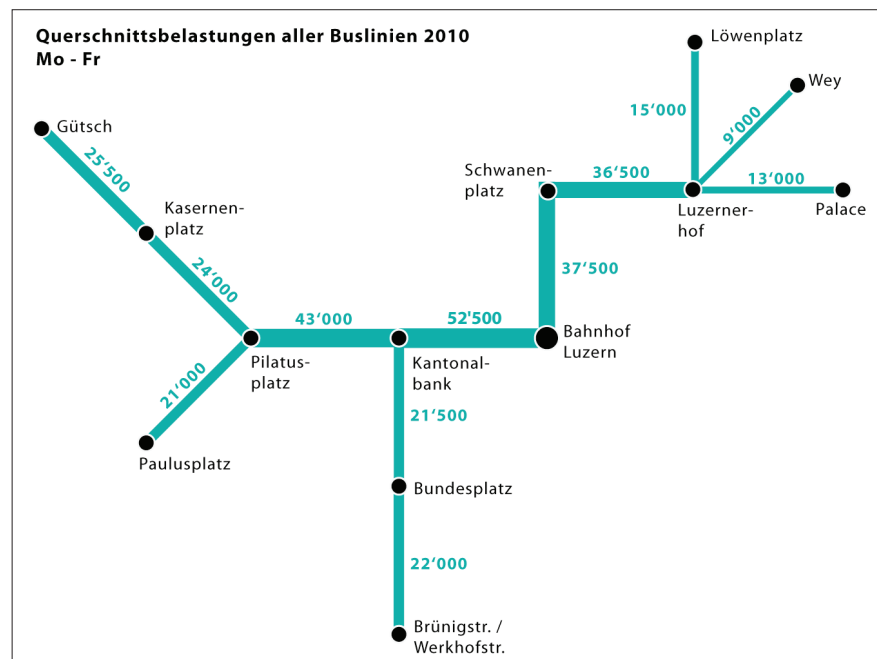 Querschnittsbelastungen aller Buslinien 2010
Mo - Fr
Löwenplatz
Wey
15‘000
9‘000
Gütsch
25‘500
Schwanen-
platz
36‘500
13‘000
Luzerner-
hof
Palace
Kasernen-
platz
24‘000
37‘500
43‘000
52‘500
Bahnhof
Luzern
Pilatus-
platz
Kantonal-
bank
21‘000
21‘500
Paulusplatz
Bundesplatz
22‘000
Brünigstr. /
Werkhofstr.